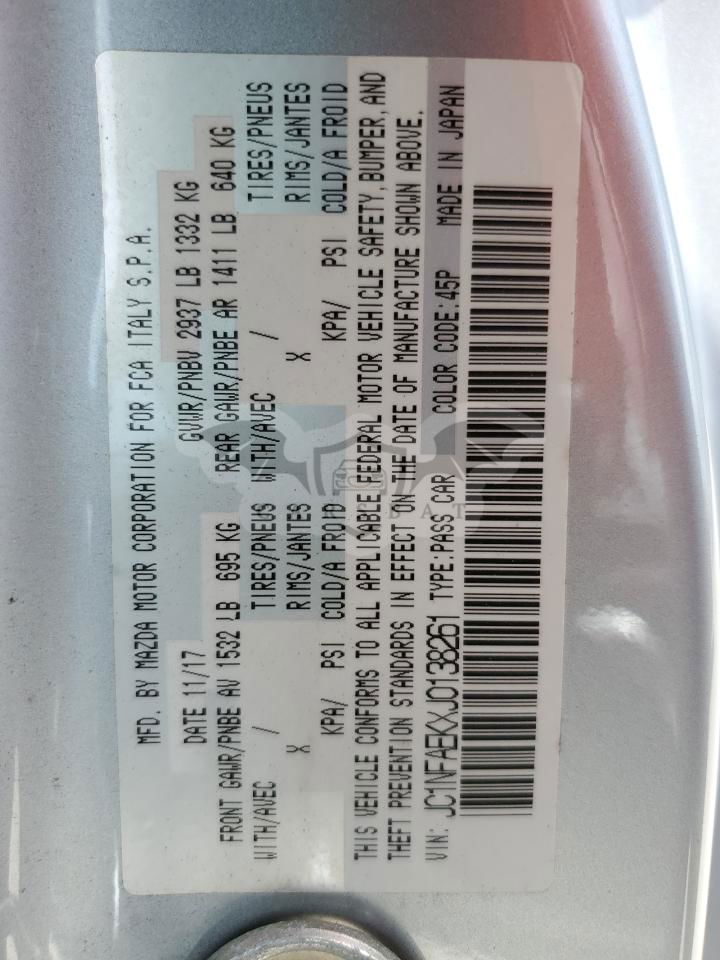 MFD. BY MAZDA MOTOR CORPORATION FOR FCA ITALY S.P.A.
DATE 11/17 GVWR/PNBV 2937 LB 1332 KG
FRONT GAWR/PNBE AV 1532 LB 695 KG REAR GAWR/PNBE AR 1411 LB 640 KG
WITH/AVEC / TIRES/PNEUS WITH/AVEC / TIRES/PNEUS
X RIMS/JANTES X RIMS/JANTES
KPA/ PSI COLD/A FROID KPA/ PSI COLD/A FROID
THIS VEHICLE CONFORMS TO ALL APPLICABLE FEDERAL MOTOR VEHICLE SAFETY, BUMPER, AND
THEFT PREVENTION STANDARDS IN EFFECT ON THE DATE OF MANUFACTURE SHOWN ABOVE.
VIN: JC1NFAEKXJ0138261 TYPE:PASS CAR COLOR CODE:45P MADE IN JAPAN